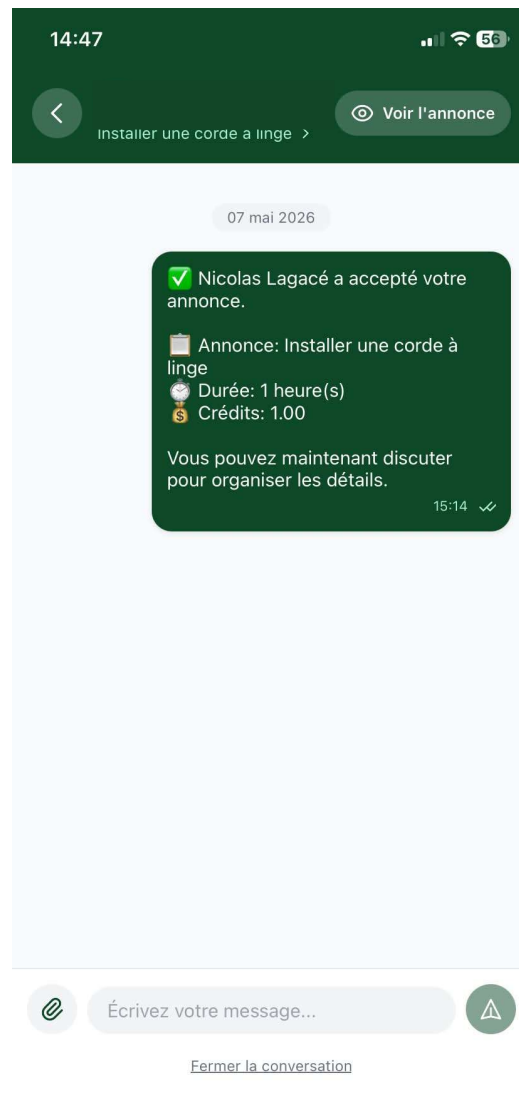 14:47
56
Voir l'annonce
Installer une corde à linge >
07 mai 2026
✅ Nicolas Lagacé a accepté votre
annonce.
📋 Annonce: Installer une corde à
linge
⏱️ Durée: 1 heure(s)
💰 Crédits: 1.00
Vous pouvez maintenant discuter
pour organiser les détails.
15:14
Écrivez votre message...
Fermer la conversation